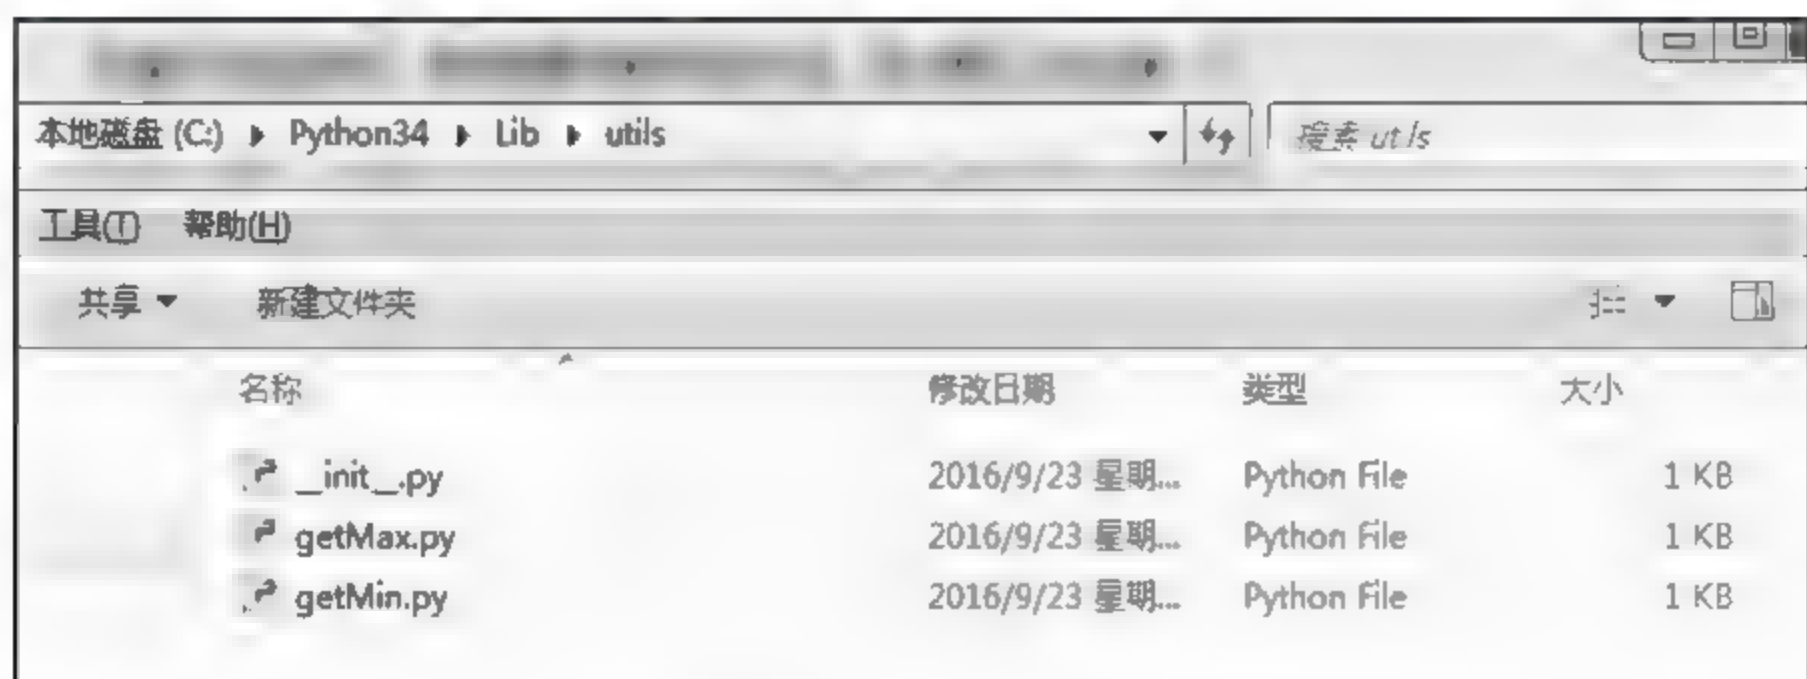 本地磁盘 (C:) ▶ Python34 ▶ Lib ▶ utils 搜索 utils
工具(T) 帮助(H)
共享 ▼ 新建文件夹
名称 修改日期 类型 大小
__init__.py 2016/9/23 星期... Python File 1 KB
getMax.py 2016/9/23 星期... Python File 1 KB
getMin.py 2016/9/23 星期... Python File 1 KB